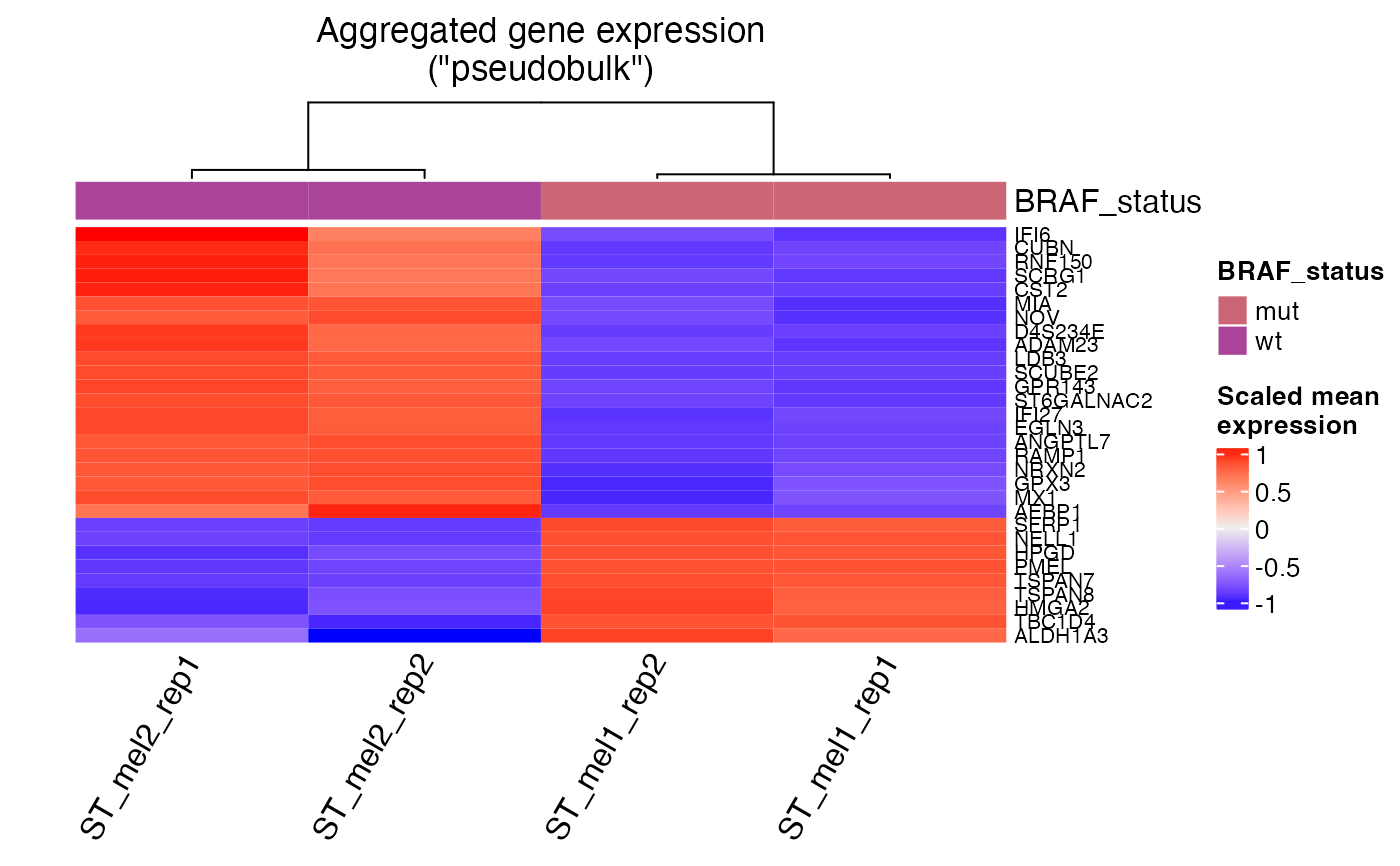 Aggregated gene expression
("pseudobulk")
BRAF_status
IFI6
CUBN
RNF150
SCRG1
CST2
MIA
NOV
D4S234E
ADAM23
LDB3
SCUBE2
GPR143
ST6GALNAC2
IFI27
EGLN3
ANGPTL7
RAMP1
NRXN2
GPX3
MX1
AEBP1
SERP1
NELL1
HPGD
PMEL
TSPAN7
TSPAN8
HMGA2
TBC1D4
ALDH1A3
ST_mel2_rep1
ST_mel2_rep2
ST_mel1_rep2
ST_mel1_rep1
BRAF_status
mut
wt
Scaled mean
expression
1
0.5
0
-0.5
-1